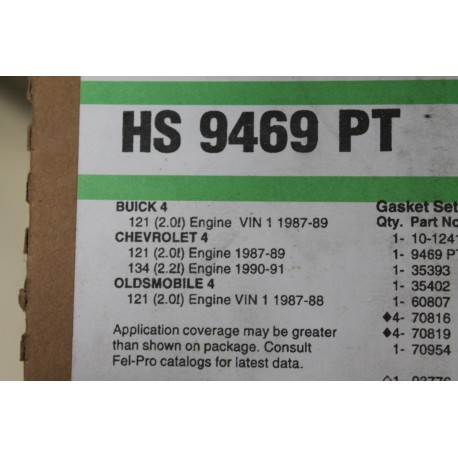 HS 9469 PT
BUICK 4
121 (2.0ℓ) Engine VIN 1 1987-89
CHEVROLET 4
121 (2.0ℓ) Engine 1987-89
134 (2.2ℓ) Engine 1990-91
OLDSMOBILE 4
121 (2.0ℓ) Engine VIN 1 1987-88
Application coverage may be greater
than shown on package. Consult
Fel-Pro catalogs for latest data.
Gasket Set
Qty. Part No
1- 10-1241
1- 9469 PT
1- 35393
1- 35402
1- 60807
♦4- 70816
♦4- 70819
1- 70954